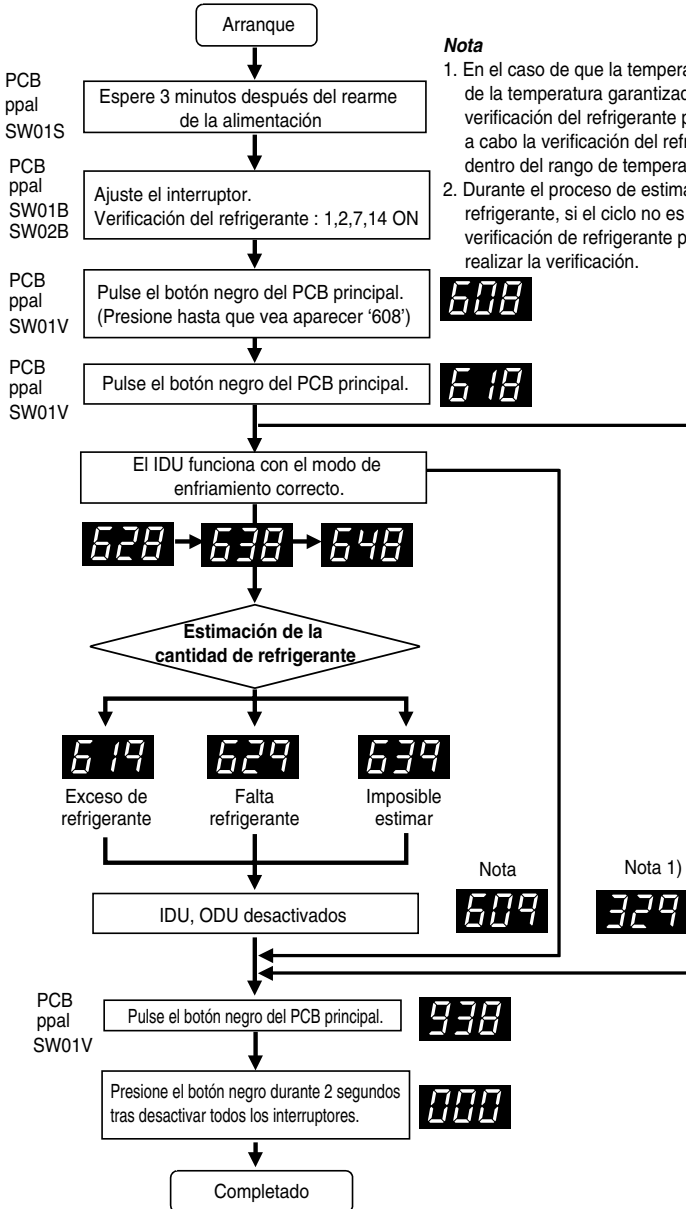 Arranque
Nota
PCB
ppal
SW01S
Espere 3 minutos después del rearme
de la alimentación
1. En el caso de que la
de la temperatura
verificación del refrigerante
a cabo la verificación del
dentro del rango de
2. Durante el proceso de
refrigerante, si el ciclo no es
verificación de refrigerante
realizar la verificación.
PCB
ppal
SW01B
SW02B
Ajuste el interruptor.
Verificación del refrigerante : 1,2,7,14 ON
PCB
ppal
SW01V
Pulse el botón negro del PCB principal.
(Presione hasta que vea aparecer ‘608’)
608
PCB
ppal
SW01V
Pulse el botón negro del PCB principal.
618
El IDU funciona con el modo de
enfriamiento correcto.
628 638 648
Estimación de la
cantidad de refrigerante
619 629 639
Exceso de
refrigerante
Falta
refrigerante
Imposible
estimar
Nota
609
Nota 1)
329
IDU, ODU desactivados
PCB
ppal
SW01V
Pulse el botón negro del PCB principal.
938
Presione el botón negro durante 2 segundos
tras desactivar todos los interruptores.
000
Completado